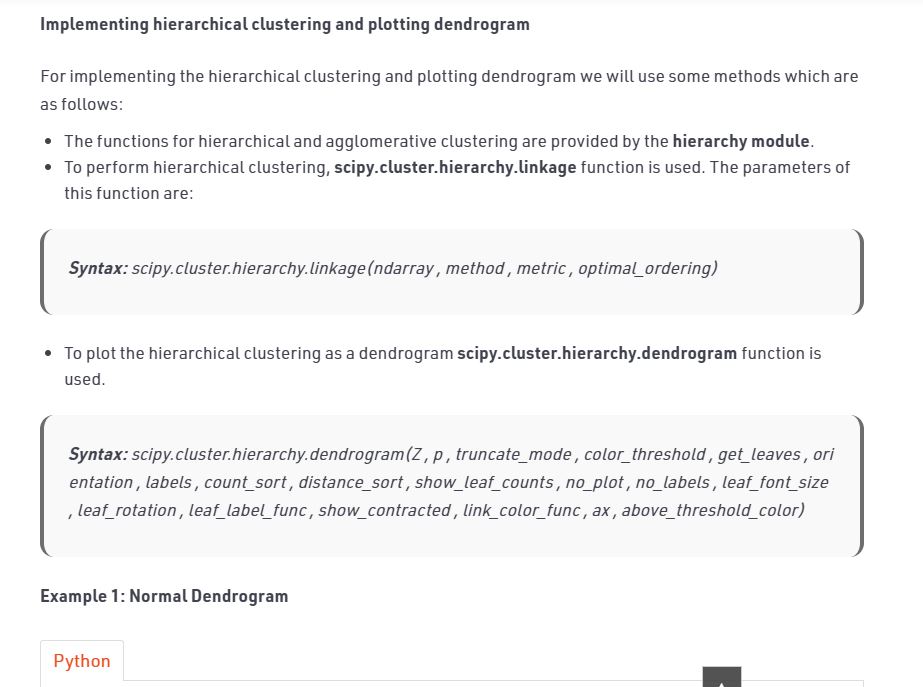 Implementing hierarchical clustering and plotting dendrogram
For implementing the hierarchical clustering and plotting dendrogram we will use some methods which are
as follows:
• The functions for hierarchical and agglomerative clustering are provided by the hierarchy module.
• To perform hierarchical clustering, scipy.cluster.hierarchy.linkage function is used. The parameters of
this function are:
Syntax: scipy.cluster.hierarchy.linkage(ndarray , method , metric , optimal_ordering)
• To plot the hierarchical clustering as a dendrogram scipy.cluster.hierarchy.dendrogram function is
used.
Syntax: scipy.cluster.hierarchy.dendrogram(Z , p , truncate_mode , color_threshold , get_leaves , ori
entation , labels , count_sort , distance_sort , show_leaf_counts , no_plot , no_labels , leaf_font_size
, leaf_rotation , leaf_label_func , show_contracted , link_color_func , ax , above_threshold_color)
Example 1: Normal Dendrogram
Python